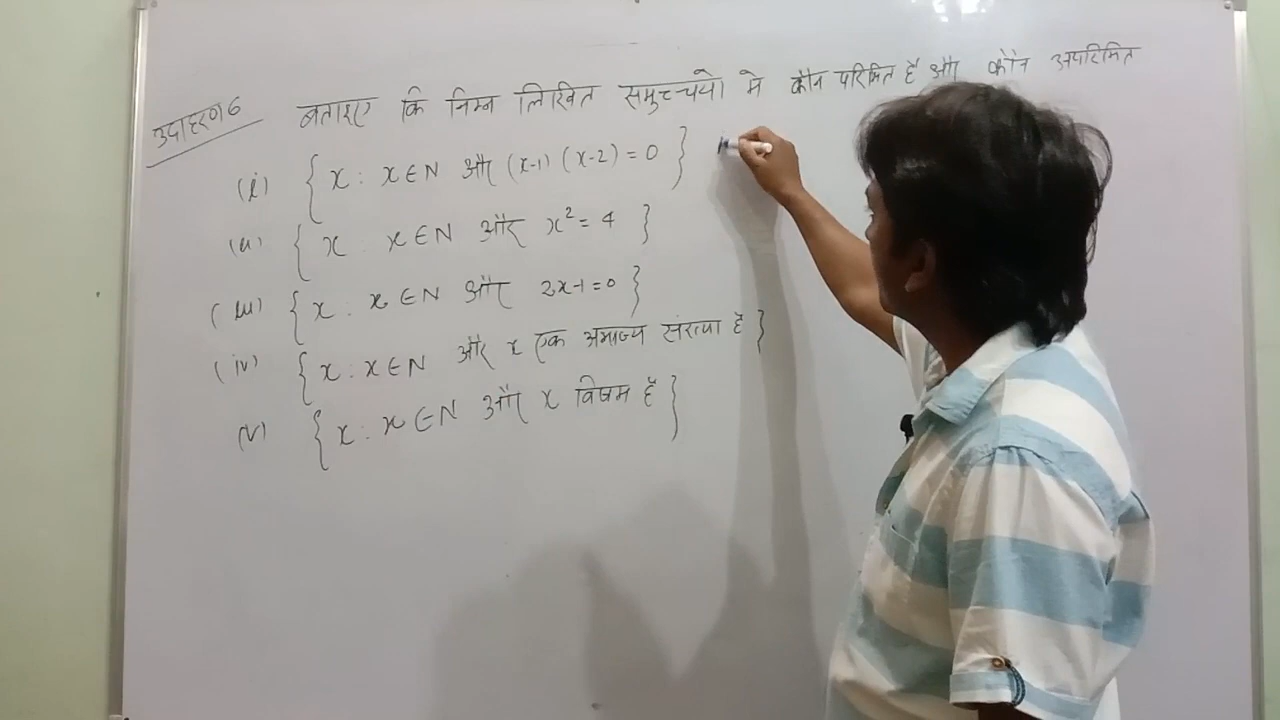 उदाहरण 6 बताइए कि निम्न लिखित समुच्चयो मे कौन परिमित है और कौन अपरिमित
(i) { x : x ∈ N और (x-1) (x-2) = 0 }
(ii) { x : x ∈ N और x² = 4 }
(iii) { x : x ∈ N और 2x-1=0 }
(iv) { x : x ∈ N और x एक अभाज्य संख्या है }
(v) { x : x ∈ N और x विषम है }